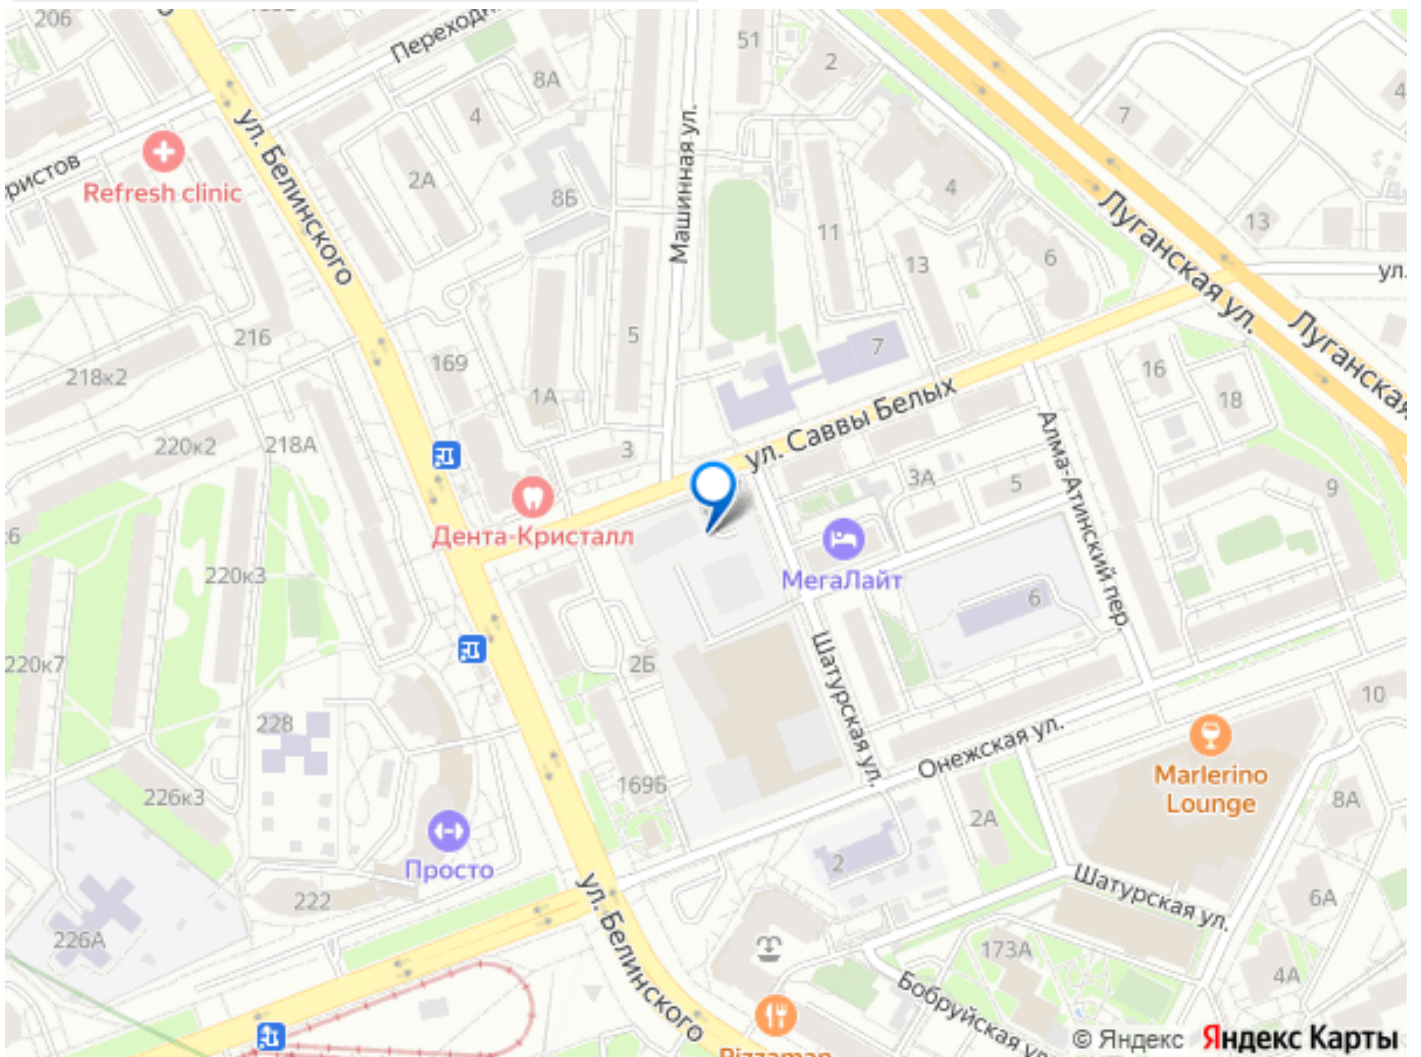 206
Переходн
51
2
8А
4
7
4
ул. Белинского
Машинная ул.
ристов
Refresh clinic
2А
8Б
4
Луганская ул.
11
13
6
13
ул.
216
5
7
Луганская
218к2
169
1А
16
18
ул. Саввы Белых
220к2
218А
3
3А
5
Алма-Атинский пер.
9
Дента-Кристалл
МегаЛайт
220к3
6
220к7
2Б
Шатурская ул.
228
10
Онежская ул.
Marlerino
Lounge
226к3
169Б
2А
8А
Просто
2
222
ул. Белинского
Шатурская ул.
6А
226А
173А
4А
Бобруйская ул.
Pizzaman
© Яндекс Яндекс Карты